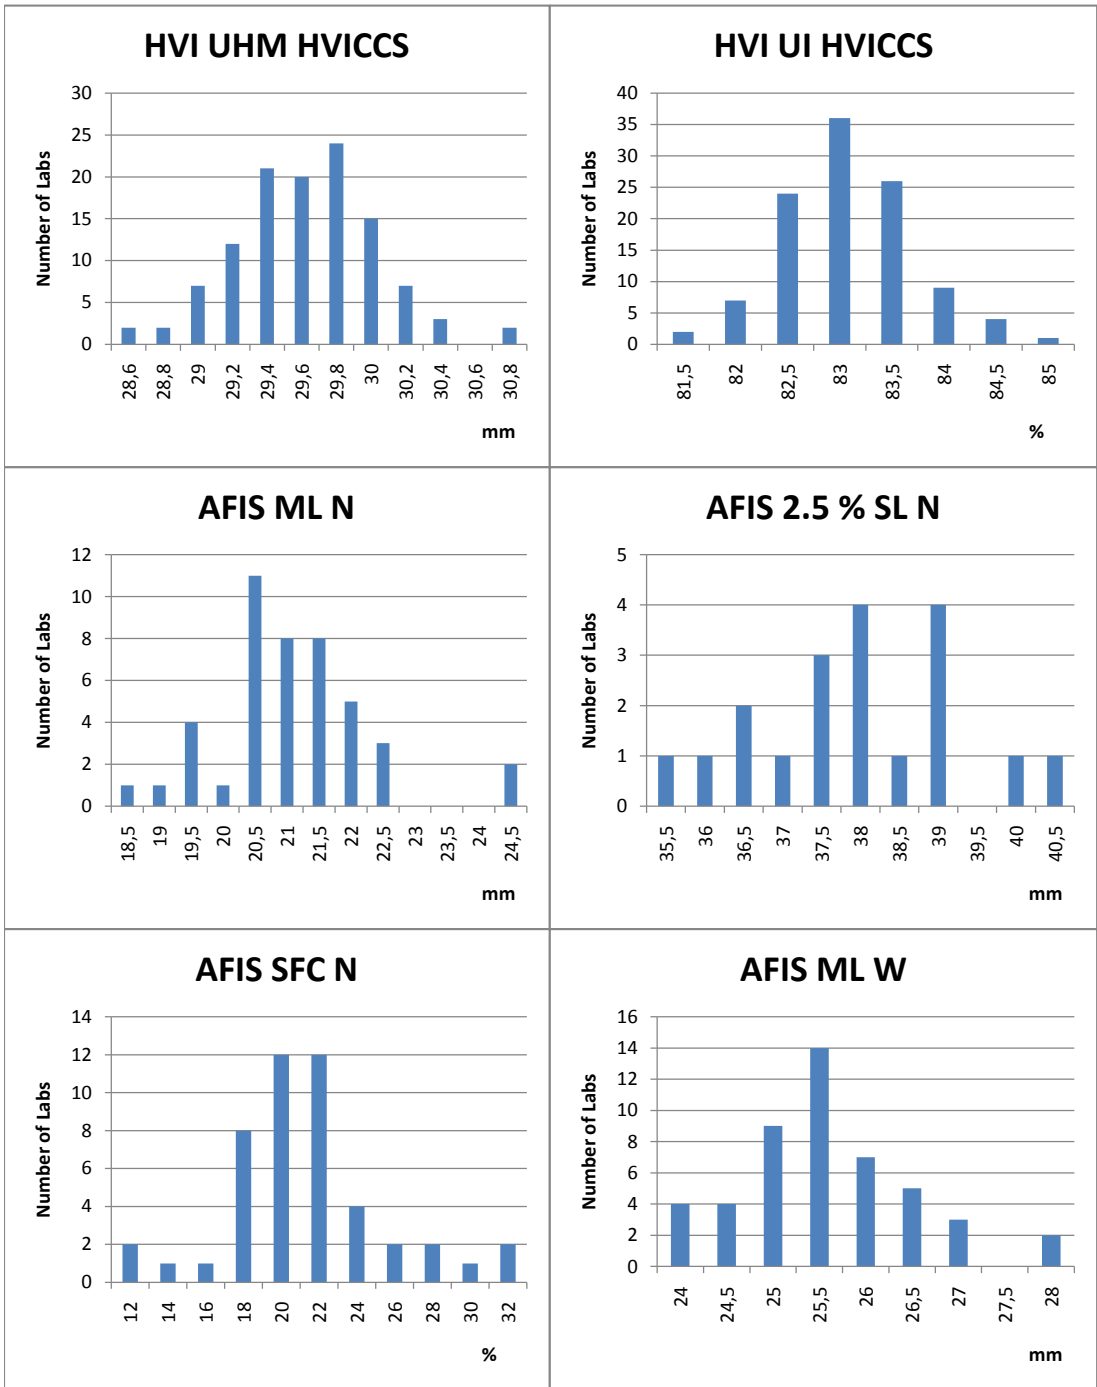 HVI UHM HVICCS
30
25
20
15
10
5
0
Number of Labs
28,6 28,8 29 29,2 29,4 29,6 29,8 30 30,2 30,4 30,6 30,8
mm
HVI UI HVICCS
40
35
30
25
20
15
10
5
0
Number of Labs
81,5 82 82,5 83 83,5 84 84,5 85
%
AFIS ML N
12
10
8
6
4
2
0
Number of Labs
18,5 19 19,5 20 20,5 21 21,5 22 22,5 23 23,5 24 24,5
mm
AFIS 2.5 % SL N
5
4
3
2
1
0
Number of Labs
35,5 36 36,5 37 37,5 38 38,5 39 39,5 40 40,5
mm
AFIS SFC N
14
12
10
8
6
4
2
0
Number of Labs
12 14 16 18 20 22 24 26 28 30 32
%
AFIS ML W
16
14
12
10
8
6
4
2
0
Number of Labs
24 24,5 25 25,5 26 26,5 27 27,5 28
mm